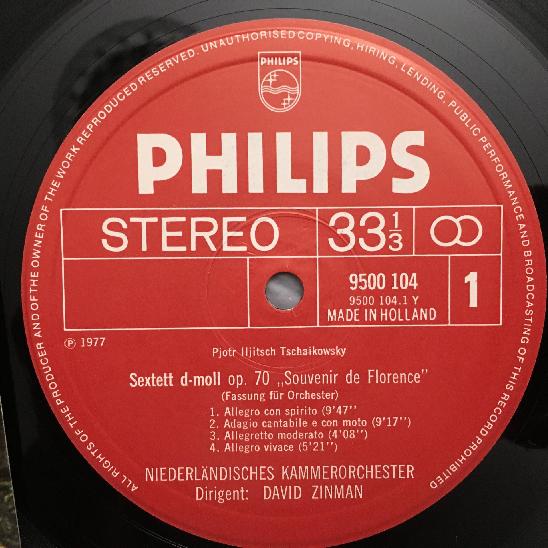 ALL RIGHTS OF THE PRODUCER AND OF THE OWNER OF THE WORK REPRODUCED RESERVED. UNAUTHORISED COPYING, HIRING, LENDING, PUBLIC PERFORMANCE AND BROADCASTING OF THIS RECORD PROHIBITED
PHILIPS
PHILIPS
STEREO 33⅓
9500 104 1
9500 104.1 Y
MADE IN HOLLAND
Ⓟ 1977
Pjotr Iljitsch Tschaikowsky
Sextett d-moll op. 70 „Souvenir de Florence"
(Fassung für Orchester)
1. Allegro con spirito (9'47")
2. Adagio cantabile e con moto (9'17")
3. Allegretto moderato (4'08")
4. Allegro vivace (5'21")
NIEDERLÄNDISCHES KAMMERORCHESTER
Dirigent: DAVID ZINMAN